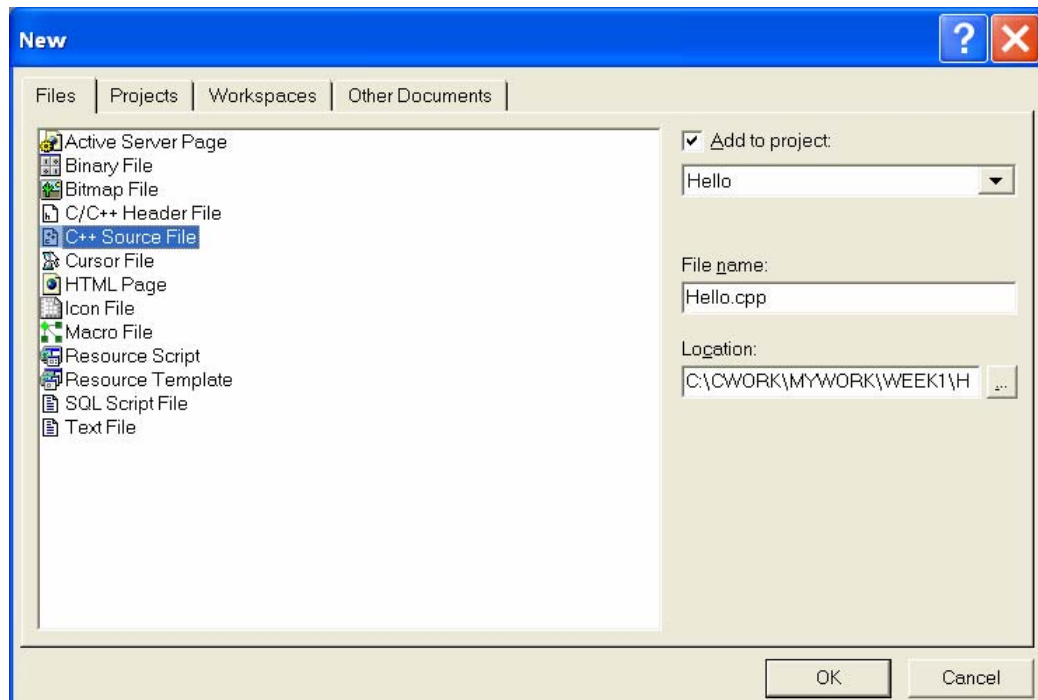 New
Files Projects Workspaces Other Documents
Active Server Page
Binary File
Bitmap File
C/C++ Header File
C++ Source File
Cursor File
HTML Page
Icon File
Macro File
Resource Script
Resource Template
SQL Script File
Text File
Add to project:
Hello
File name:
Hello.cpp
Location:
C:\CWORK\MYWORK\WEEK1\H
...
OK Cancel